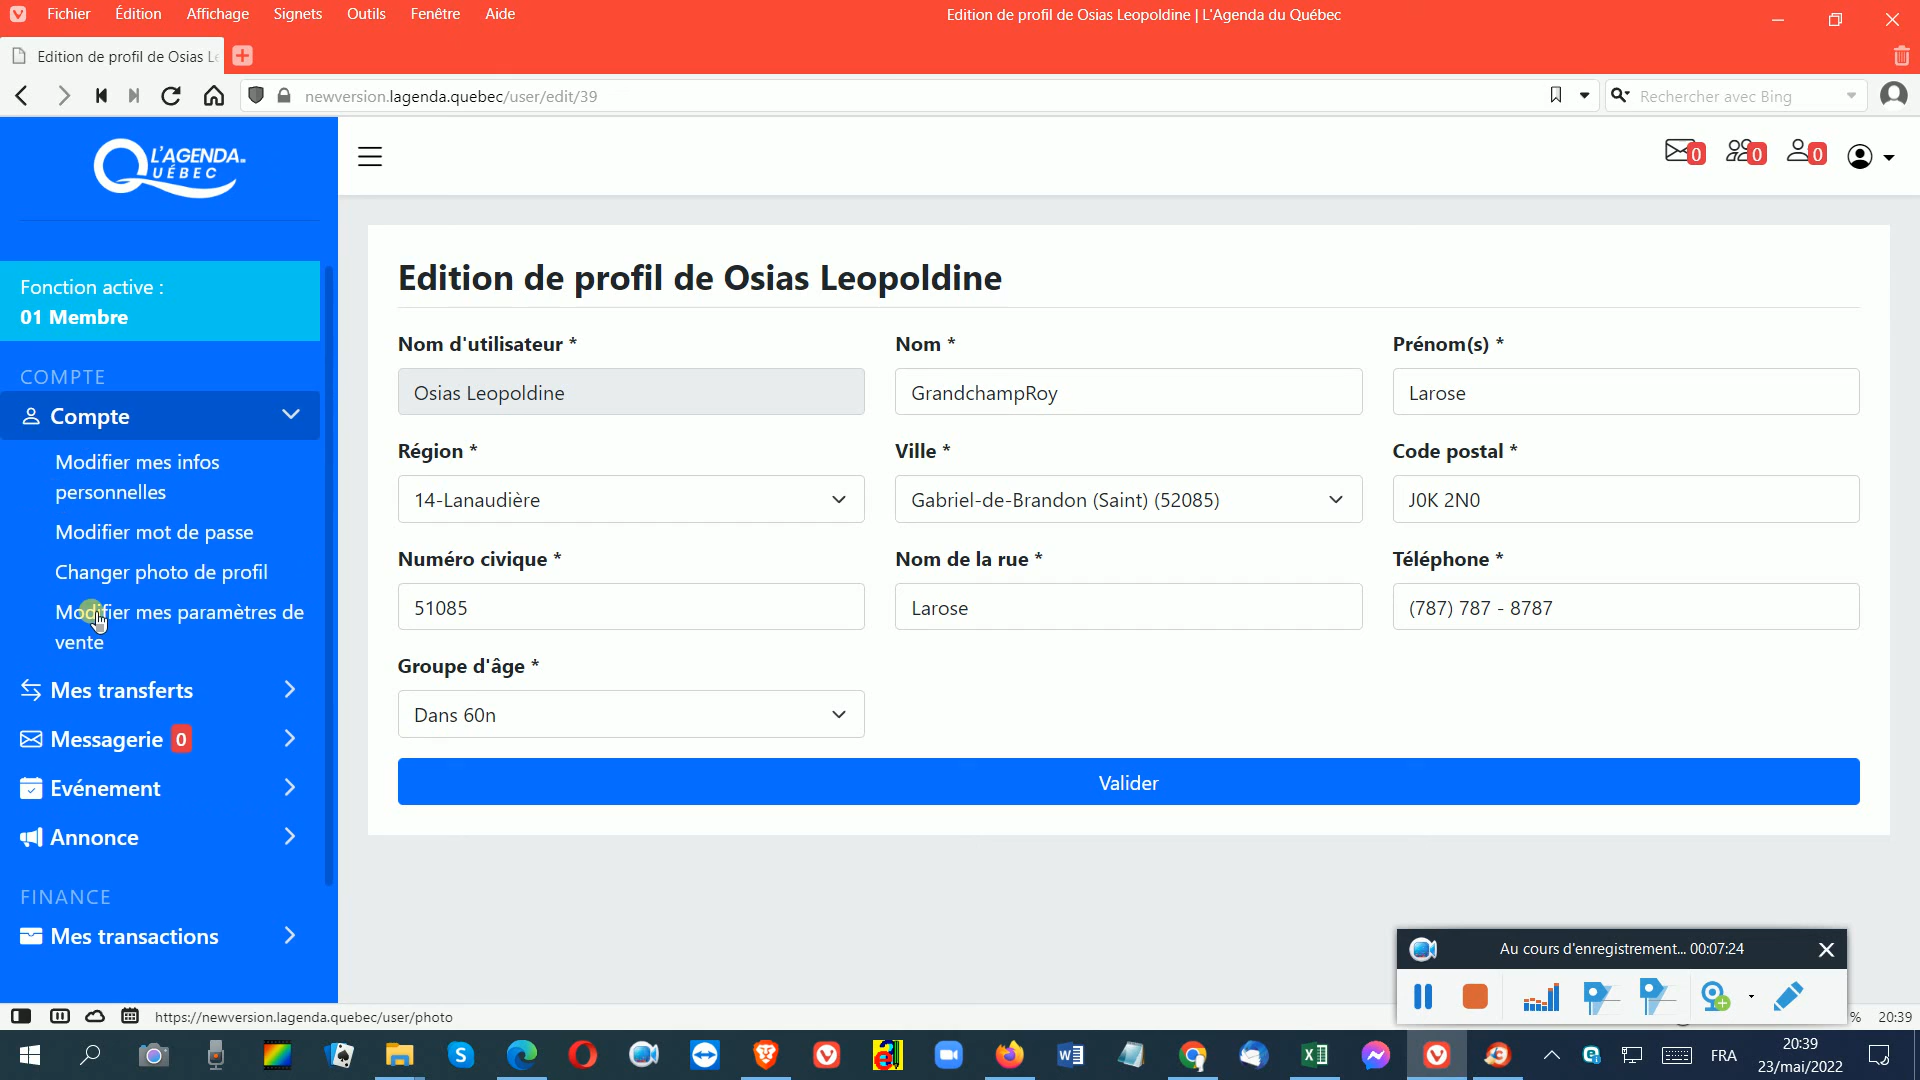 Fichier Édition Affichage Signets Outils Fenêtre Aide
Edition de profil de Osias Leopoldine | L'Agenda du Québec
Edition de profil de Osias Le
newversion.lagenda.quebec/user/edit/39
Rechercher avec Bing
L'AGENDA
QUÉBEC
0
0
0
Fonction active :
01 Membre
COMPTE
Compte
Modifier mes infos
personnelles
Modifier mot de passe
Changer photo de profil
Modifier mes paramètres de
vente
Mes transferts
Messagerie 0
Evénement
Annonce
FINANCE
Mes transactions
Edition de profil de Osias Leopoldine
Nom d'utilisateur *
Nom *
Prénom(s) *
Osias Leopoldine
GrandchampRoy
Larose
Région *
Ville *
Code postal *
14-Lanaudière
Gabriel-de-Brandon (Saint) (52085)
J0K 2N0
Numéro civique *
Nom de la rue *
Téléphone *
51085
Larose
(787) 787 - 8787
Groupe d'âge *
Dans 60n
Valider
Au cours d'enregistrement... 00:07:24
https://newversion.lagenda.quebec/user/photo
% 20:39
FRA
20:39
23/mai/2022